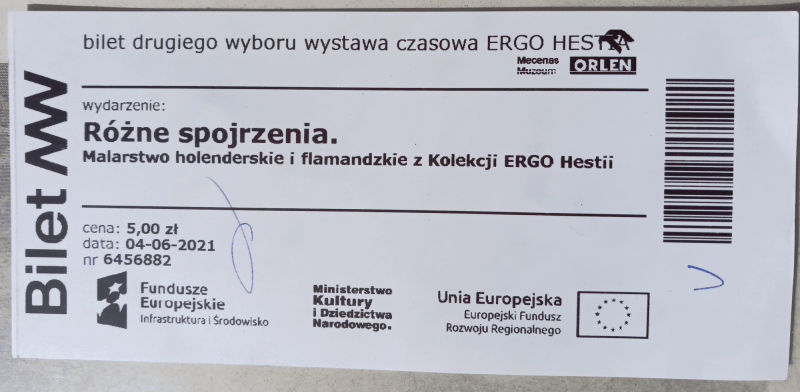 bilet drugiego wyboru wystawa czasowa ERGO HESTIA
Mecenas
Muzeum
ORLEN
Bilet
wydarzenie:
Różne spojrzenia.
Malarstwo holenderskie i flamandzkie z Kolekcji ERGO Hestii
cena: 5,00 zł
data: 04-06-2021
nr 6456882
Fundusze
Europejskie
Infrastruktura i Środowisko
Ministerstwo
Kultury
i Dziedzictwa
Narodowego.
Unia Europejska
Europejski Fundusz
Rozwoju Regionalnego